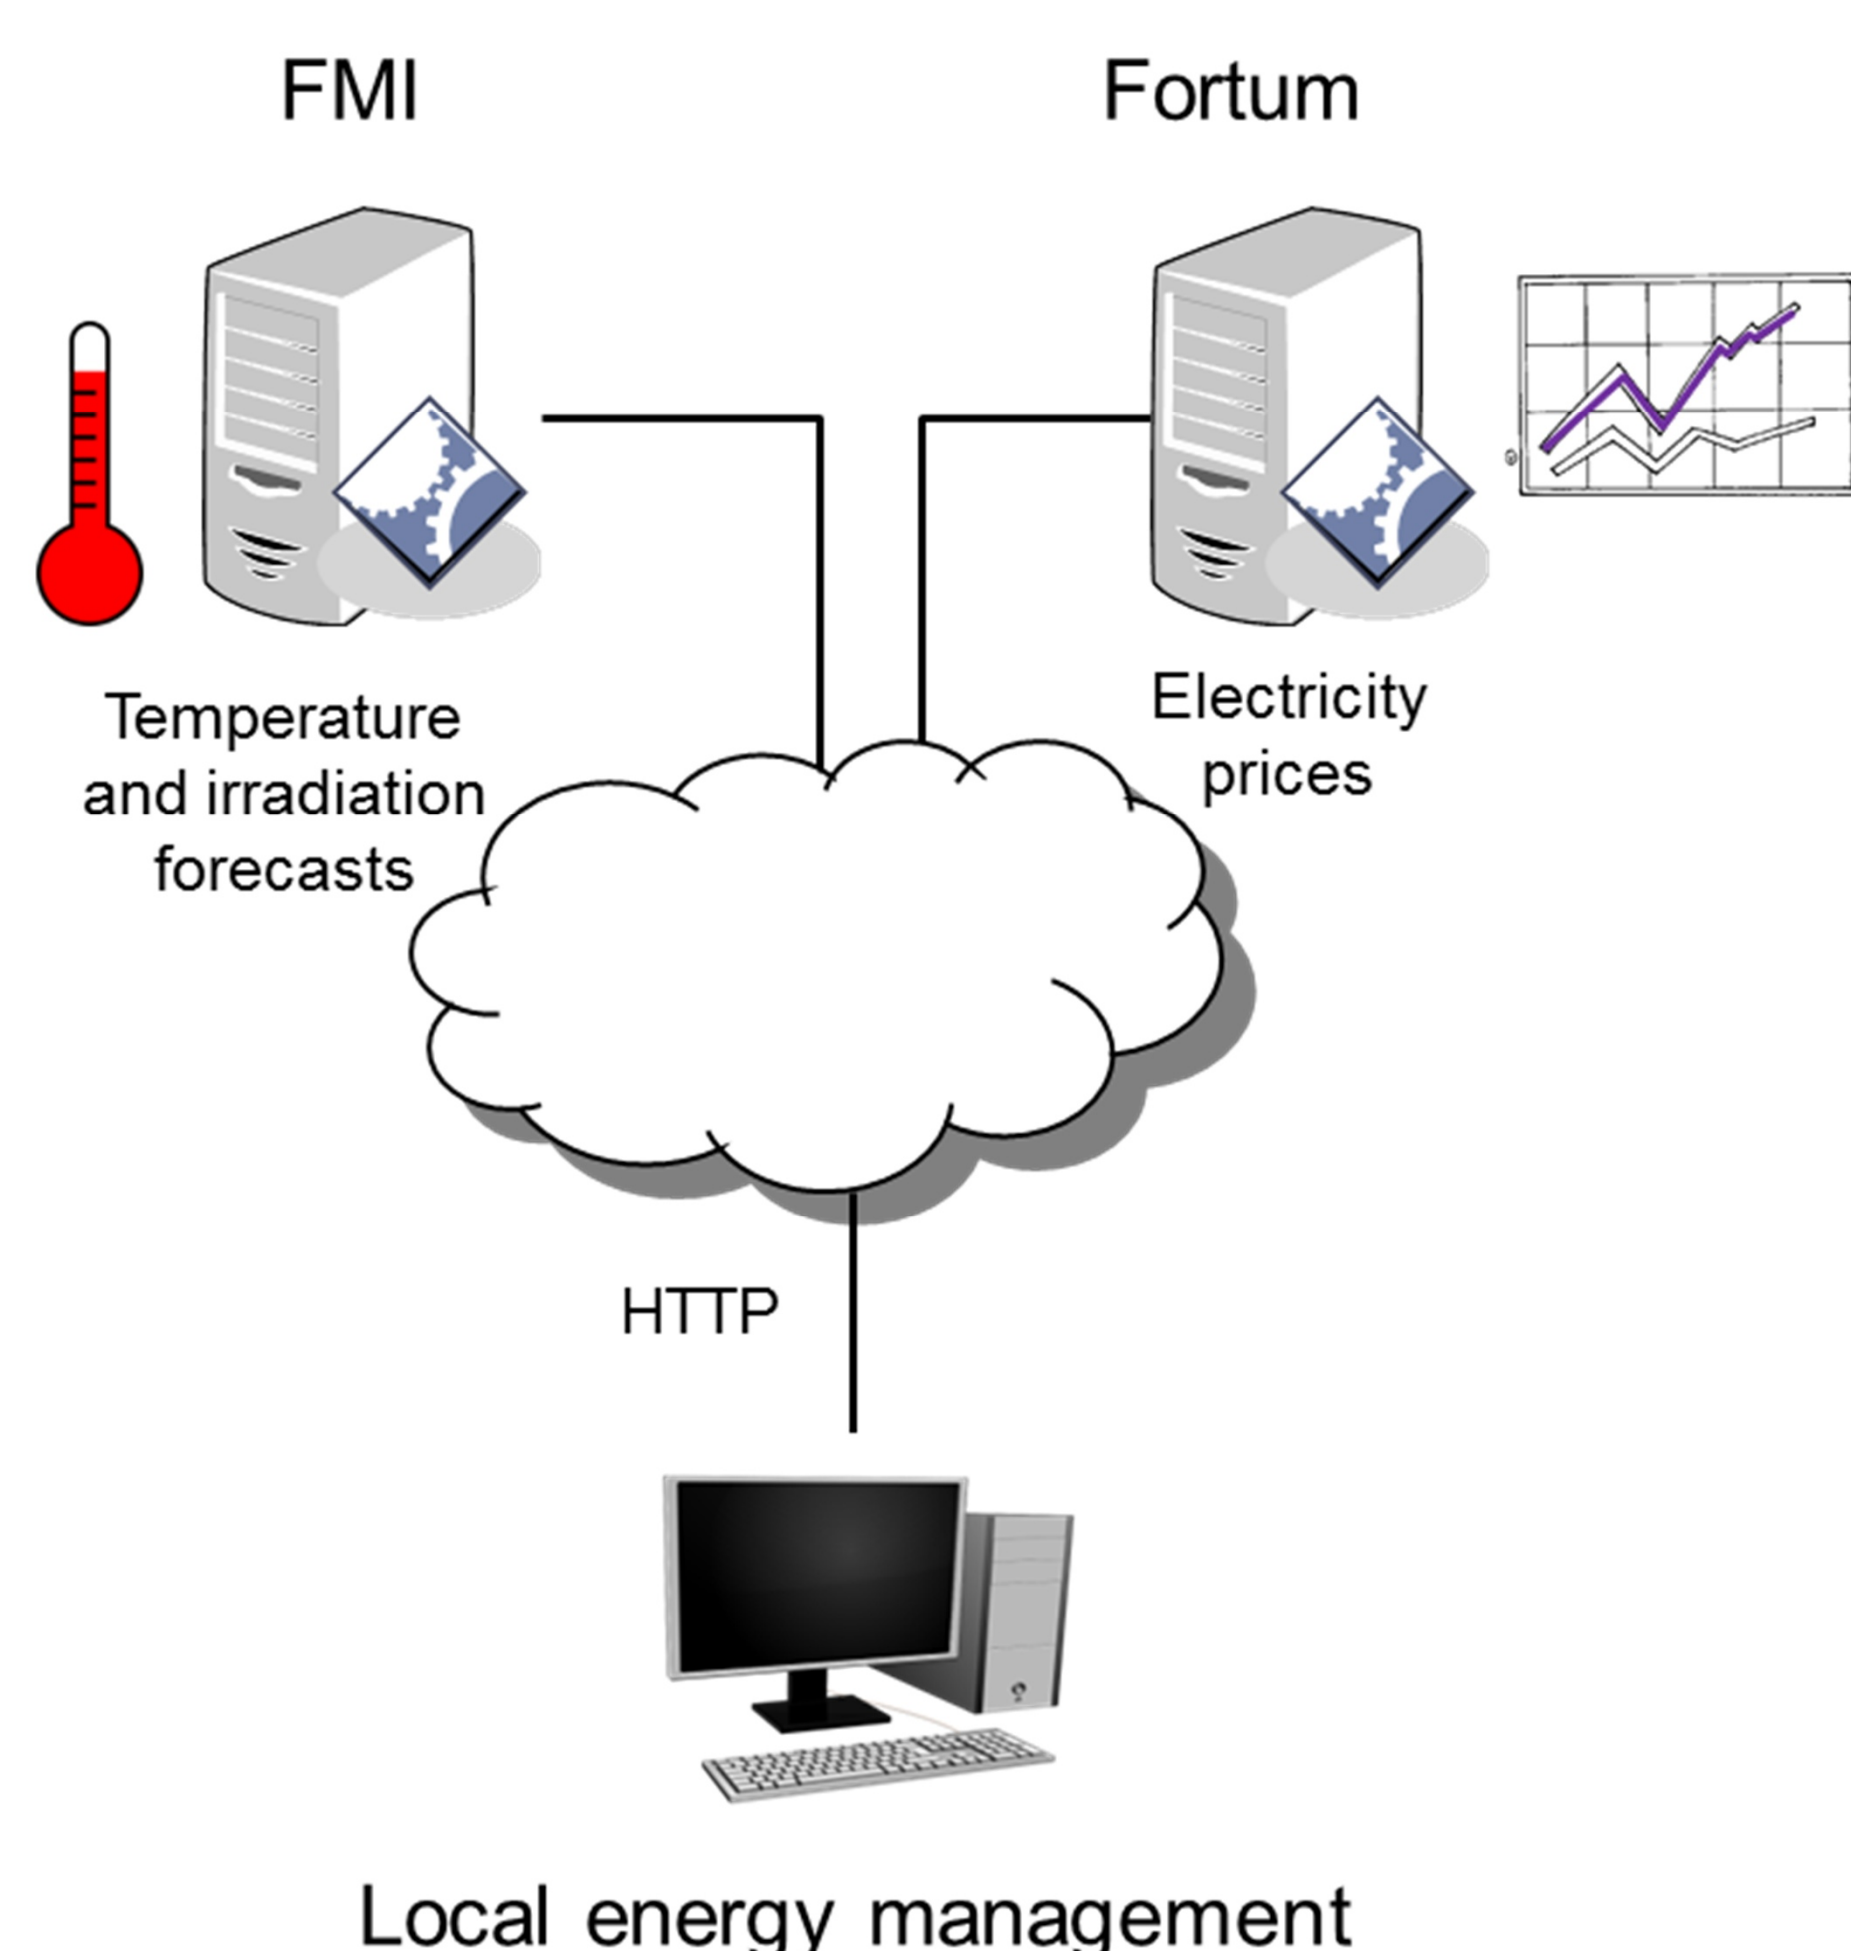 FMI
Fortum
Temperature
and irradiation
forecasts
Electricity
prices
HTTP
Local energy management